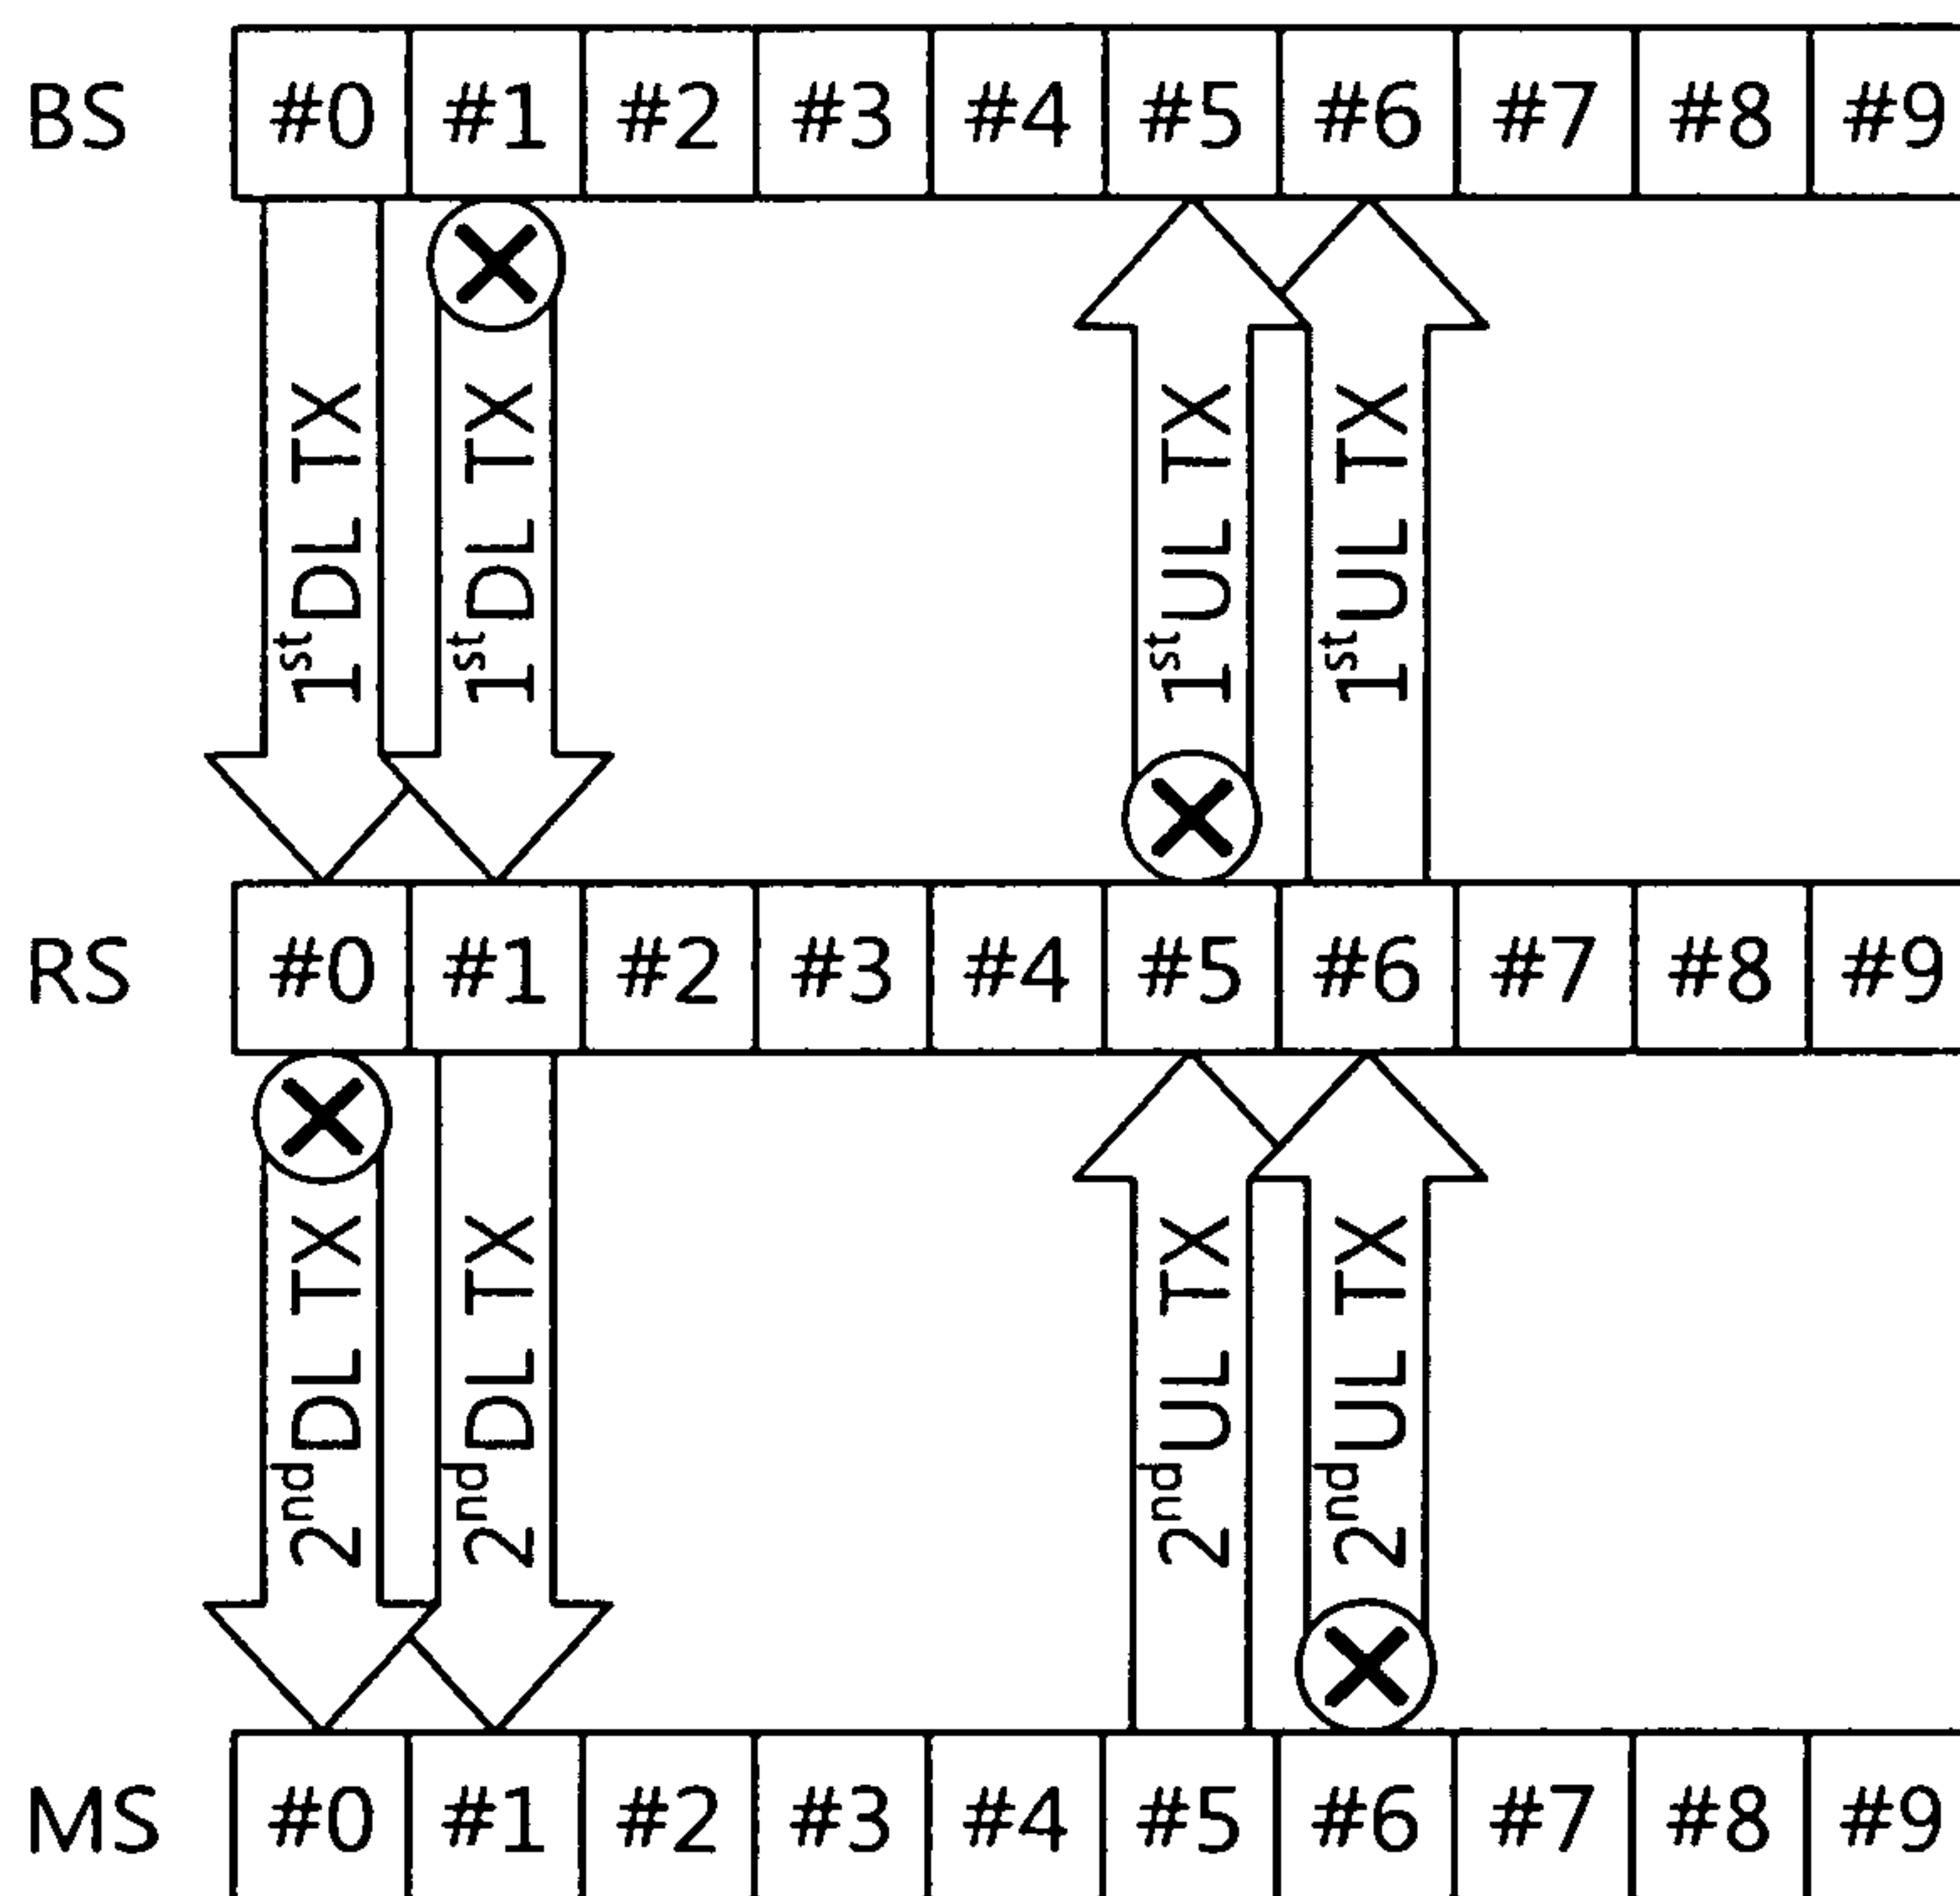 BS #0 #1 #2 #3 #4 #5 #6 #7 #8 #9
1st DL TX
1st DL TX
1st UL TX
1st UL TX
RS #0 #1 #2 #3 #4 #5 #6 #7 #8 #9
2nd DL TX
2nd DL TX
2nd UL TX
2nd UL TX
MS #0 #1 #2 #3 #4 #5 #6 #7 #8 #9